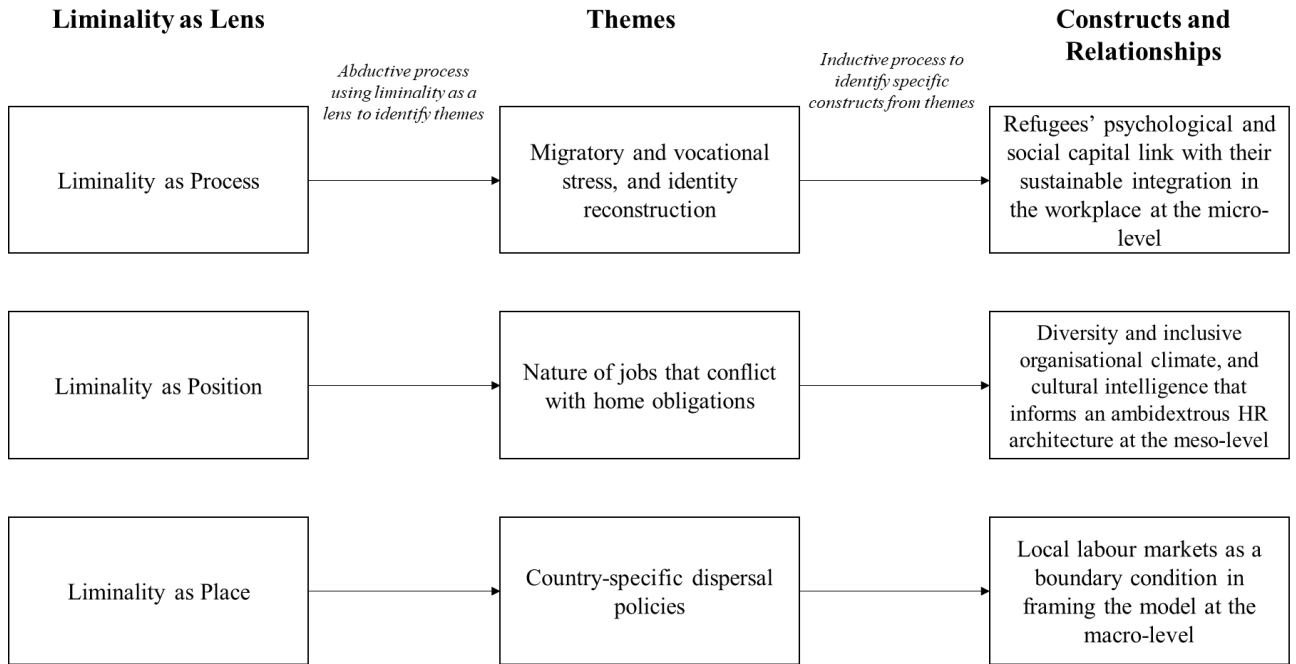 Liminality as Lens
Themes
Constructs and
Relationships
Abductive process
using liminality as a
lens to identify themes
Inductive process to
identify specific
constructs from themes
Liminality as Process
Migratory and vocational
stress, and identity
reconstruction
Refugees’ psychological and
social capital link with their
sustainable integration in
the workplace at the micro-
level
Liminality as Position
Nature of jobs that conflict
with home obligations
Diversity and inclusive
organisational climate, and
cultural intelligence that
informs an ambidextrous HR
architecture at the meso-level
Liminality as Place
Country-specific dispersal
policies
Local labour markets as a
boundary condition in
framing the model at the
macro-level